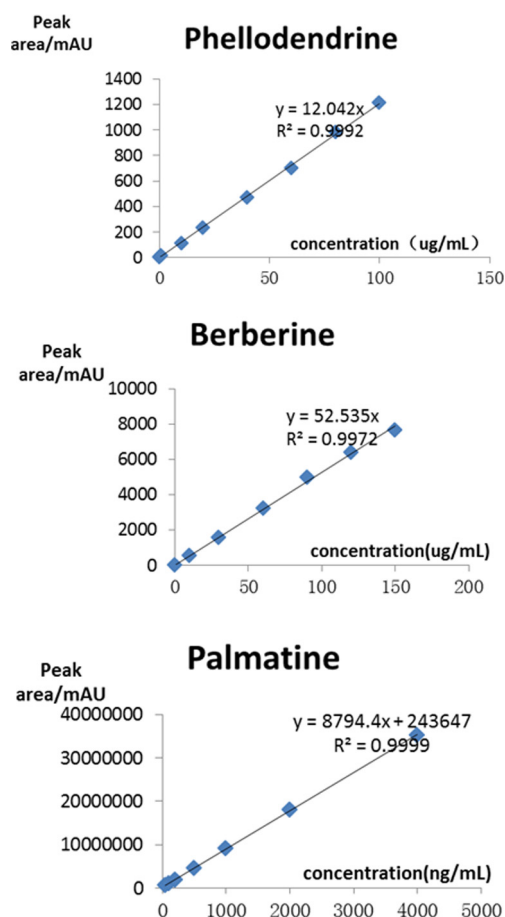 Peak
area/mAU
Phellodendrine
1400
1200
1000
800
600
400
200
0
y = 12.042x
R² = 0.9992
concentration（ug/mL）
0 50 100 150
Berberine
Peak
area/mAU
10000
8000
6000
4000
2000
0
y = 52.535x
R² = 0.9972
concentration(ug/mL)
0 50 100 150 200
Palmatine
Peak
area/mAU
40000000
30000000
20000000
10000000
0
y = 8794.4x + 243647
R² = 0.9999
concentration(ng/mL)
0 1000 2000 3000 4000 5000